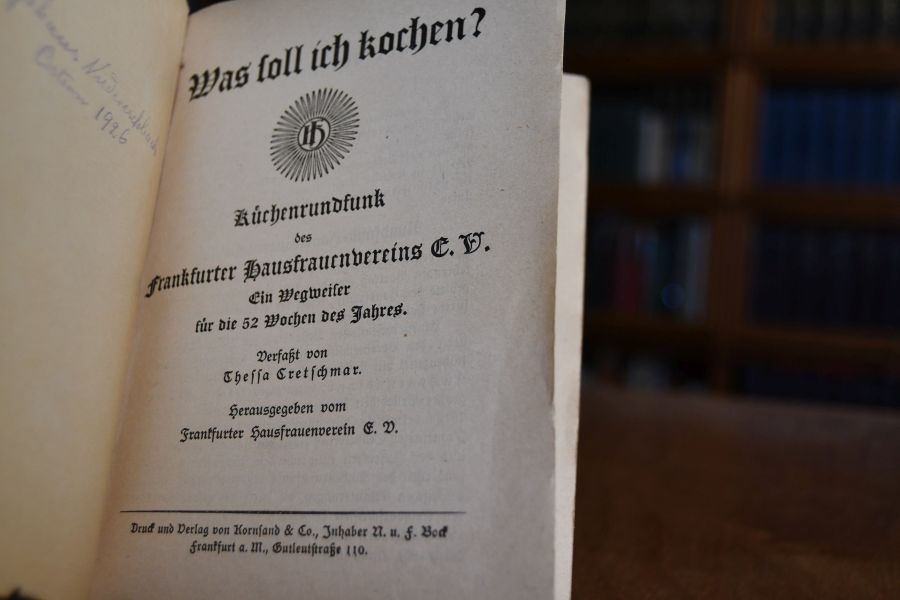 Ostern 1926
Was soll ich kochen?
Küchenrundfunk
des
Frankfurter Hausfrauenvereins E. V.
Ein Wegweiser
für die 52 Wochen des Jahres.
Verfaßt von
Thessa Cretschmar.
Herausgegeben vom
Frankfurter Hausfrauenverein E. V.
Druck und Verlag von Kornsand & Co., Inhaber N. u. F. Bock
Frankfurt a. M., Gutleutstraße 110.